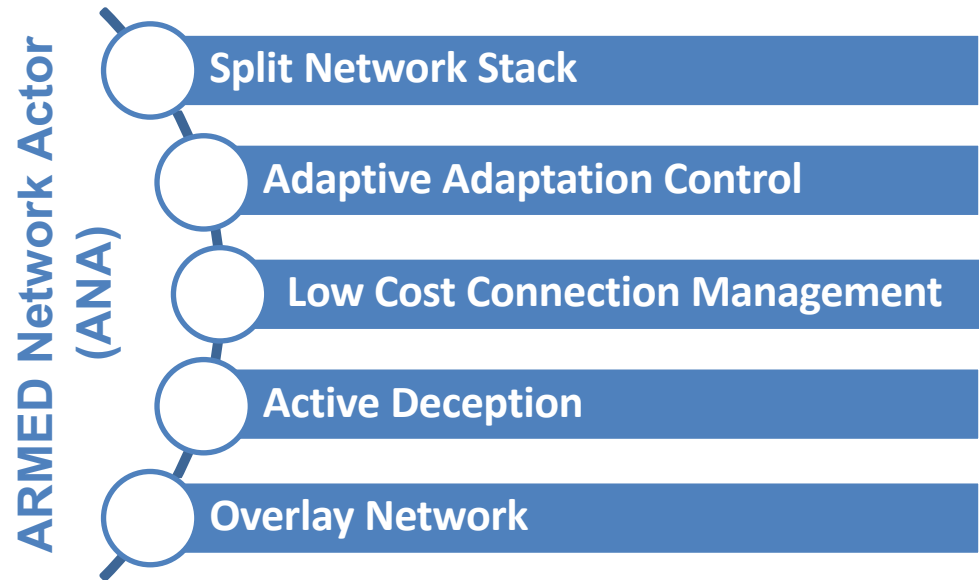 ARMED Network Actor
(ANA)
Split Network Stack
Adaptive Adaptation Control
Low Cost Connection Management
Active Deception
Overlay Network